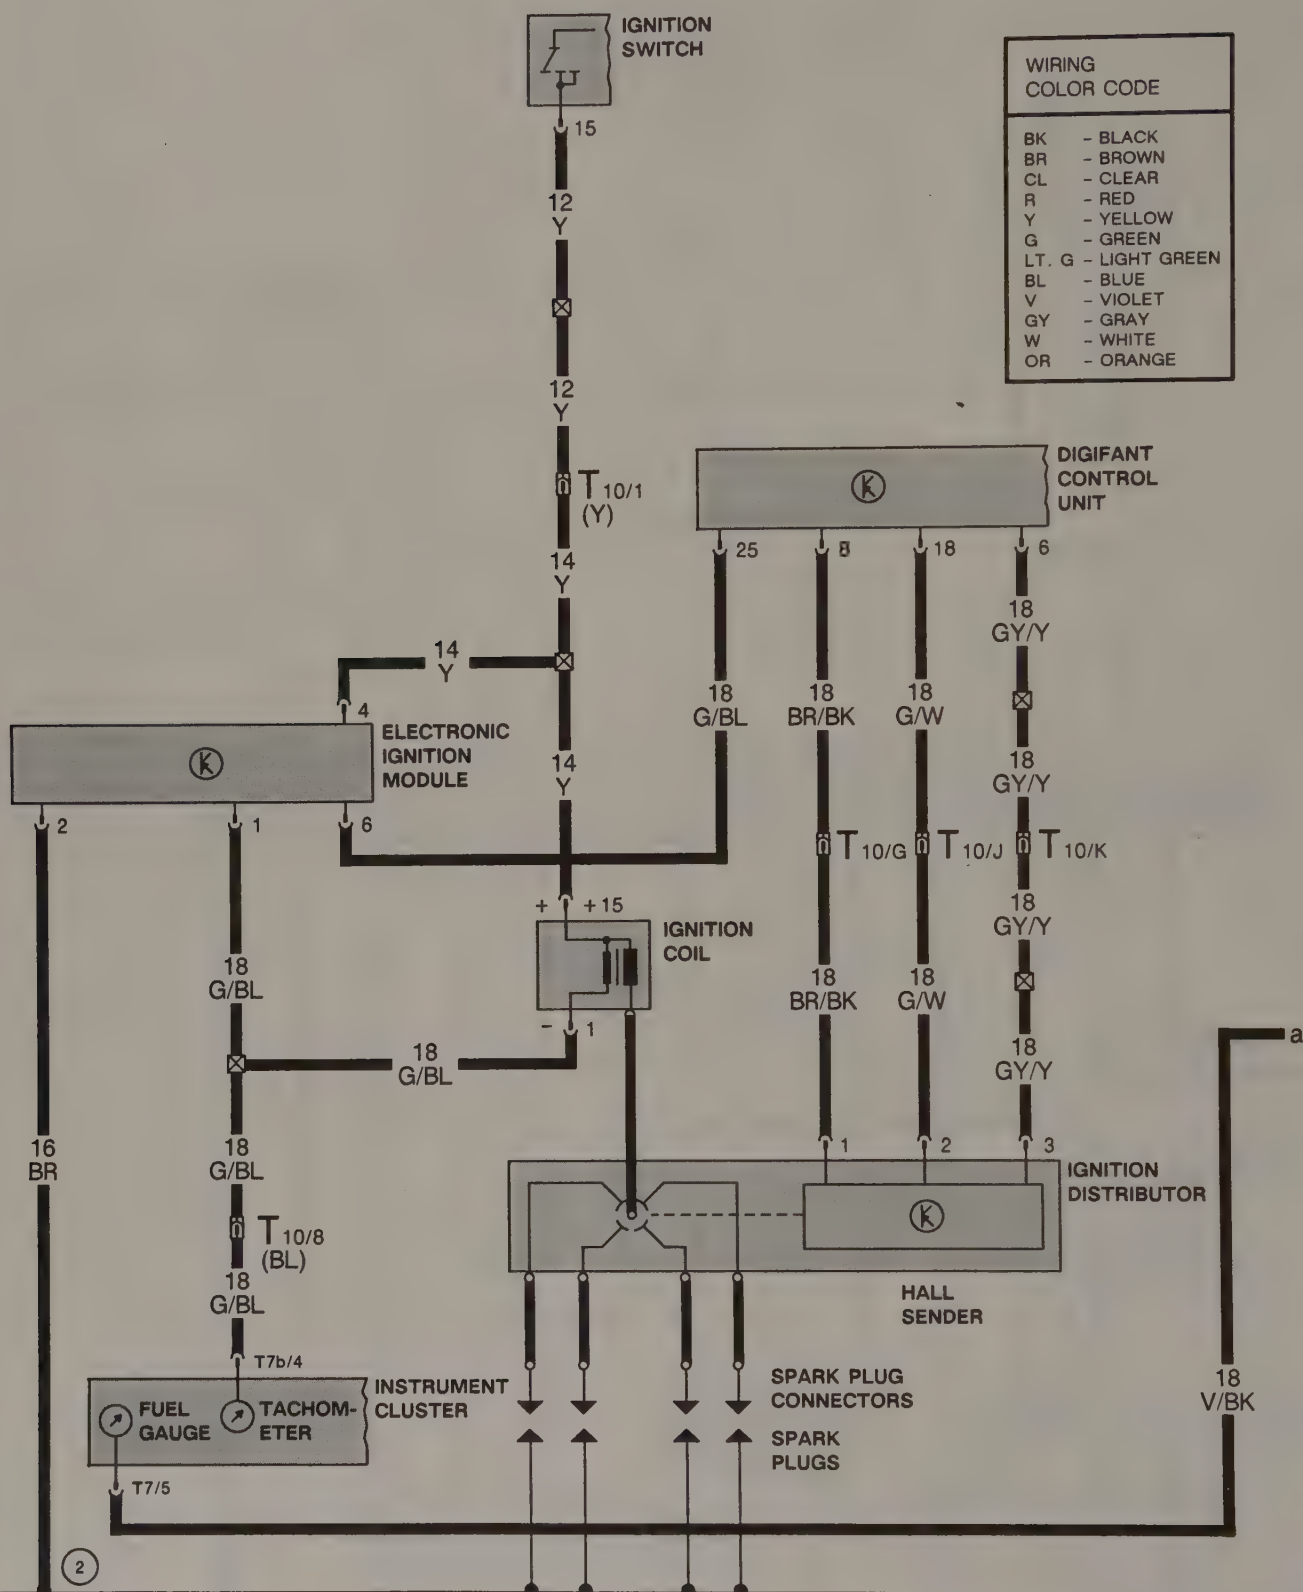 IGNITION
SWITCH
15
12
Y
12
Y
T 10/1
(Y)
14
Y
14
Y
14
Y
WIRING
COLOR CODE
BK - BLACK
BR - BROWN
CL - CLEAR
R - RED
Y - YELLOW
G - GREEN
LT. G - LIGHT GREEN
BL - BLUE
V - VIOLET
GY - GRAY
W - WHITE
OR - ORANGE
DIGIFANT
CONTROL
UNIT
K
25
8
18
6
18
G/BL
18
BR/BK
18
G/W
18
GY/Y
18
GY/Y
T 10/G
T 10/J
T 10/K
18
BR/BK
18
G/W
18
GY/Y
18
GY/Y
4
ELECTRONIC
IGNITION
MODULE
K
2
1
6
+
+ 15
IGNITION
COIL
-
1
18
G/BL
18
G/BL
16
BR
18
G/BL
T 10/8
(BL)
18
G/BL
1
2
3
IGNITION
DISTRIBUTOR
K
HALL
SENDER
a
18
V/BK
T7b/4
INSTRUMENT
CLUSTER
FUEL
GAUGE
TACHOM-
ETER
T7/5
SPARK PLUG
CONNECTORS
SPARK
PLUGS
2